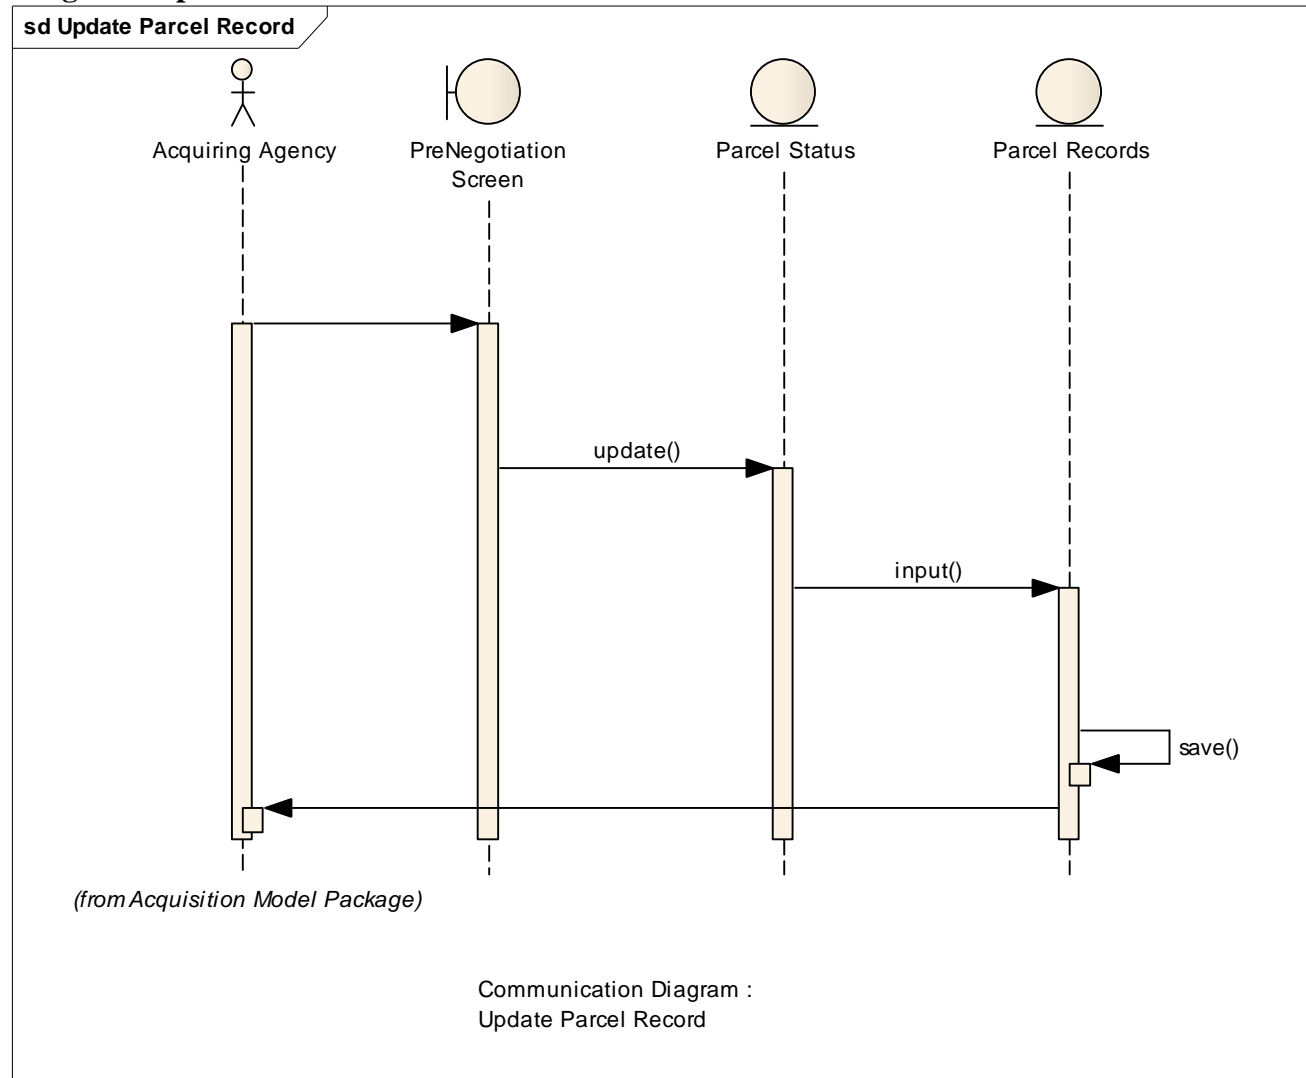 sd Update Parcel Record
Acquiring Agency
PreNegotiation
Screen
Parcel Status
Parcel Records
update()
input()
save()
(from Acquisition Model Package)
Communication Diagram :
Update Parcel Record